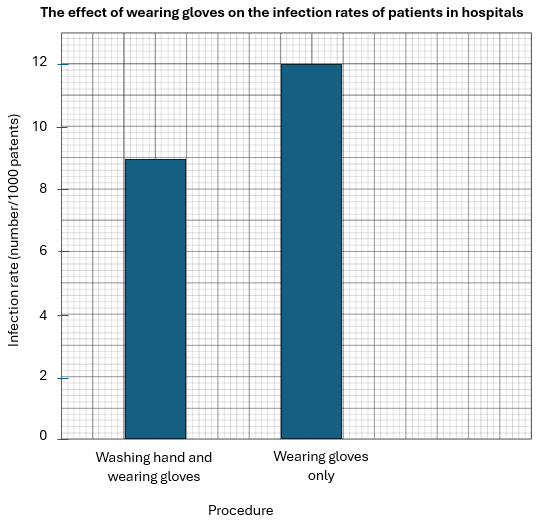 The effect of wearing gloves on the infection rates of patients in hospitals
Infection rate (number/1000 patents)
12
10
8
6
4
2
0
Washing hand and
wearing gloves
Wearing gloves
only
Procedure